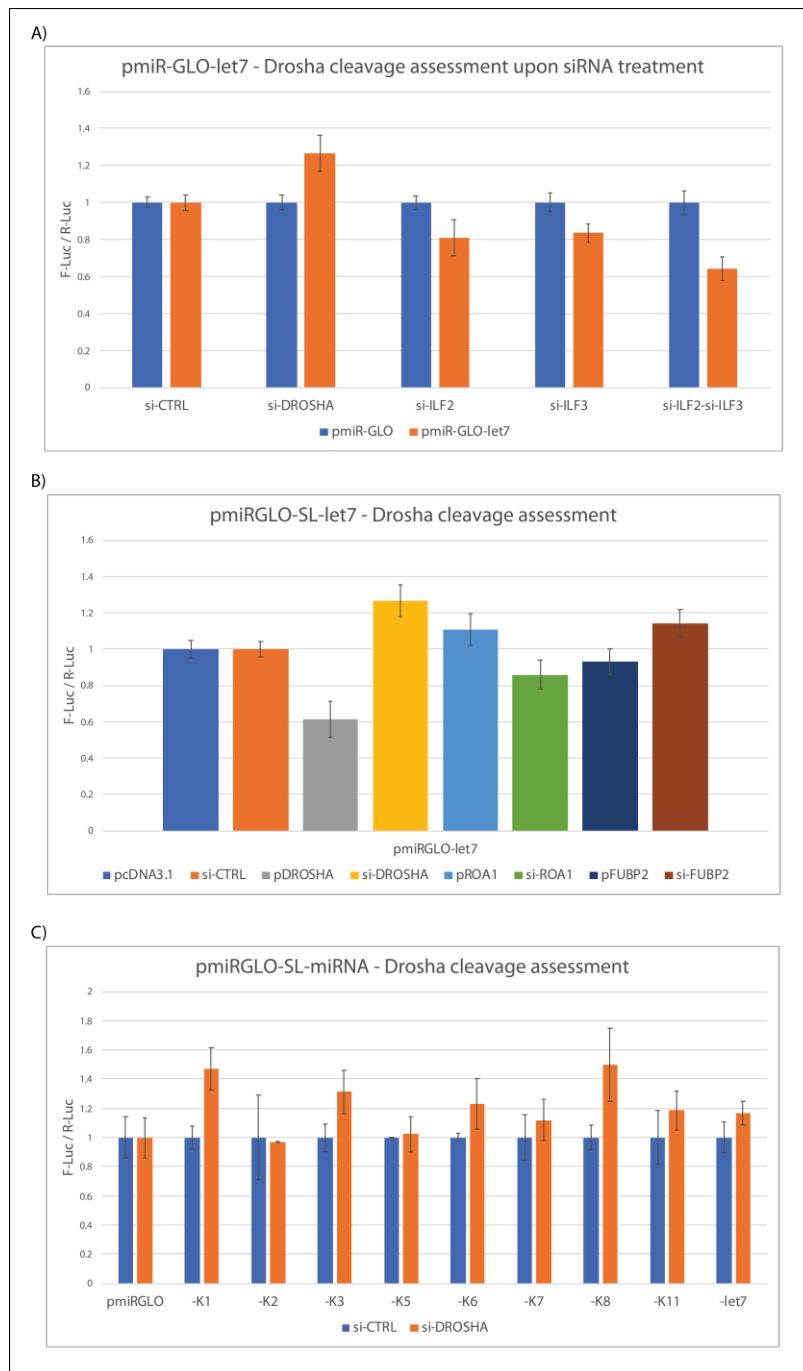 A)
pmiR-GLO-let7 - Drosha cleavage assessment upon siRNA treatment
1.6
1.4
1.2
1
0.8
0.6
0.4
0.2
0
F-Luc / R-Luc
si-CTRL si-DROSHA si-ILF2 si-ILF3 si-ILF2-si-ILF3
pmiR-GLO pmiR-GLO-let7
B)
pmiRGLO-SL-let7 - Drosha cleavage assessment
1.6
1.4
1.2
1
0.8
0.6
0.4
0.2
0
F-Luc / R-Luc
pmiRGLO-let7
pcDNA3.1 si-CTRL pDROSHA si-DROSHA pROA1 si-ROA1 pFUBP2 si-FUBP2
C)
pmiRGLO-SL-miRNA - Drosha cleavage assessment
2
1.8
1.6
1.4
1.2
1
0.8
0.6
0.4
0.2
0
F-Luc / R-Luc
pmiRGLO -K1 -K2 -K3 -K5 -K6 -K7 -K8 -K11 -let7
si-CTRL si-DROSHA